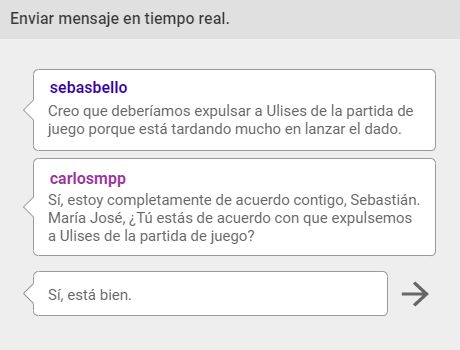 Enviar mensaje en tiempo real.
sebasbello
Creo que deberíamos expulsar a Ulises de la partida de
juego porque está tardando mucho en lanzar el dado.
carlosmpp
Sí, estoy completamente de acuerdo contigo, Sebastián.
María José, ¿Tú estás de acuerdo con que expulsemos
a Ulises de la partida de juego?
Sí, está bien.